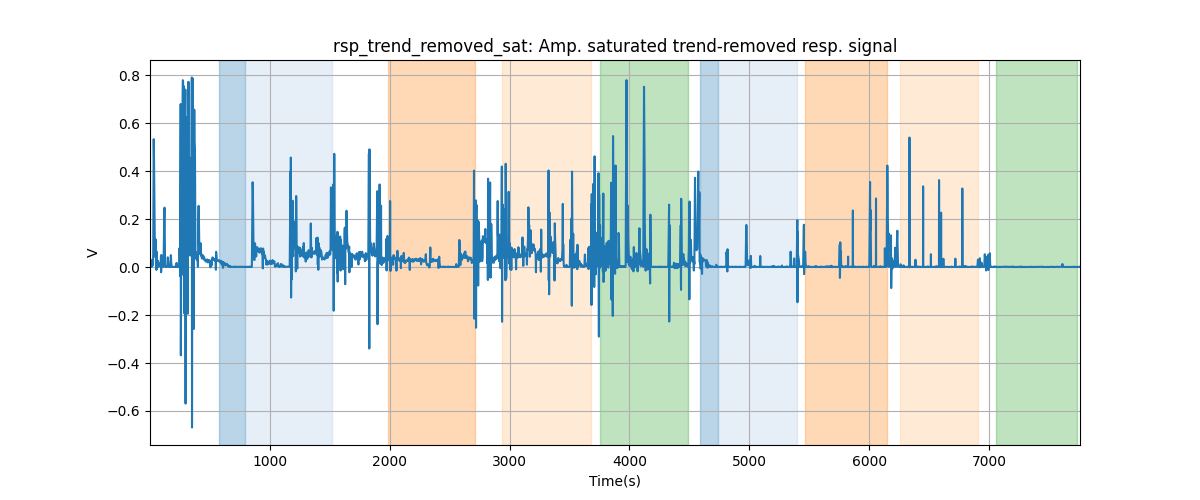 rsp_trend_removed_sat: Amp. saturated trend-removed resp. signal
0.8
0.6
0.4
0.2
0.0
−0.2
−0.4
−0.6
V
1000 2000 3000 4000 5000 6000 7000
Time(s)